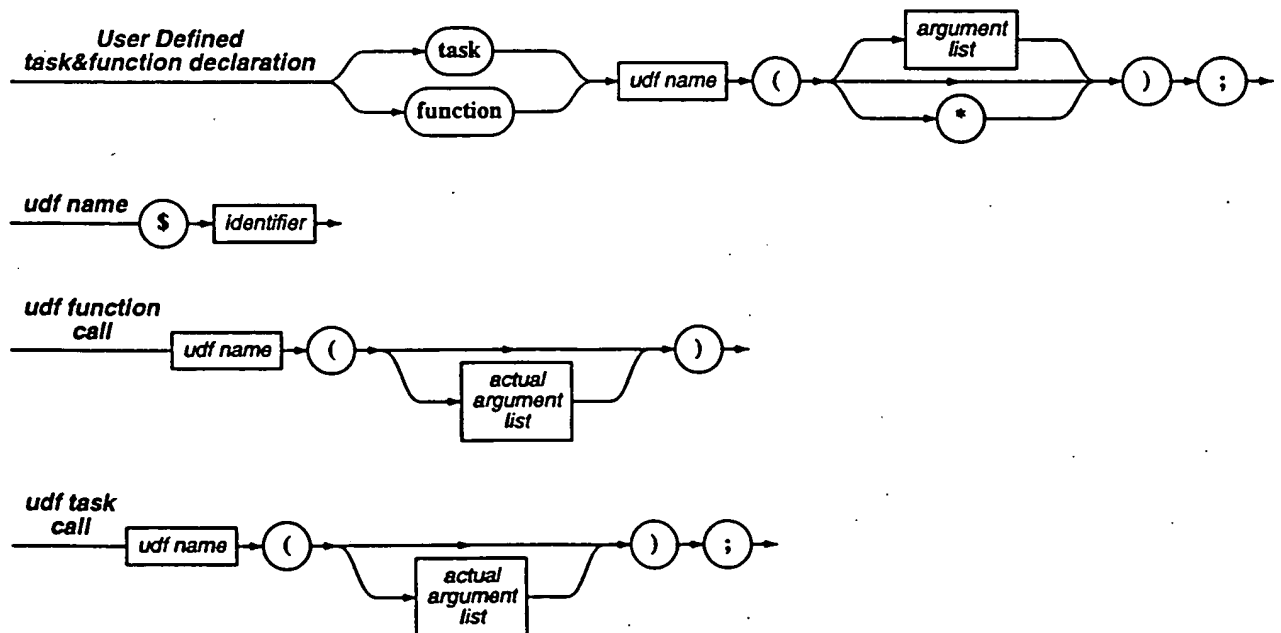 User Defined
task&function declaration
task
function
udf name
(
argument
list
*
)
;
udf name
$
identifier
udf function
call
udf name
(
actual
argument
list
)
udf task
call
udf name
(
actual
argument
list
)
;